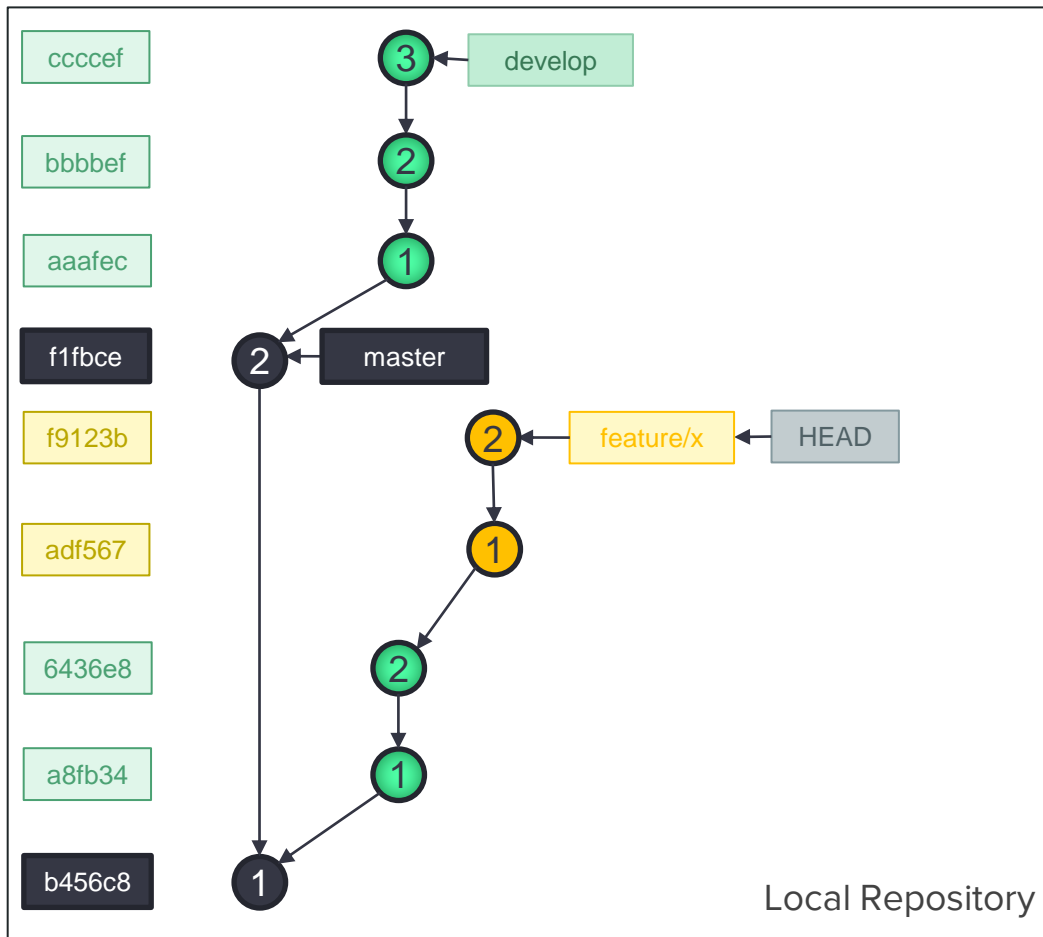 ccccef
3
develop
bbbbef
2
aaafec
1
f1fbce
2
master
f9123b
2
feature/x
HEAD
adf567
1
6436e8
2
a8fb34
1
b456c8
1
Local Repository